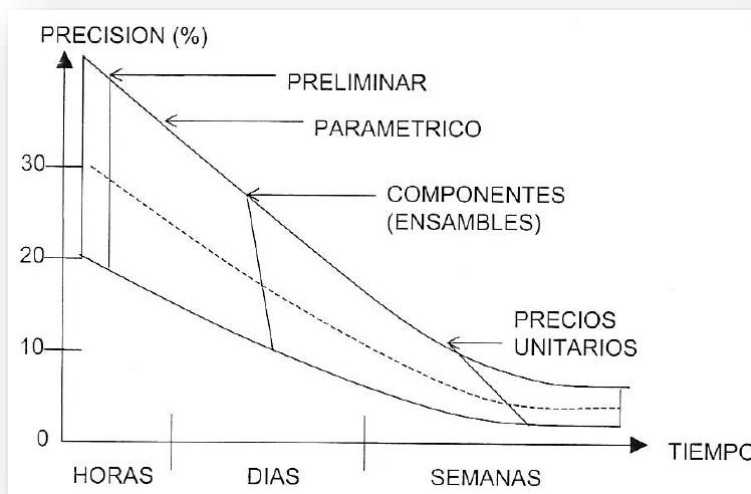 PRECISION (%)
PRELIMINAR
PARAMETRICO
30
COMPONENTES
(ENSAMBLES)
20
PRECIOS
UNITARIOS
10
0
TIEMPO
HORAS
DIAS
SEMANAS